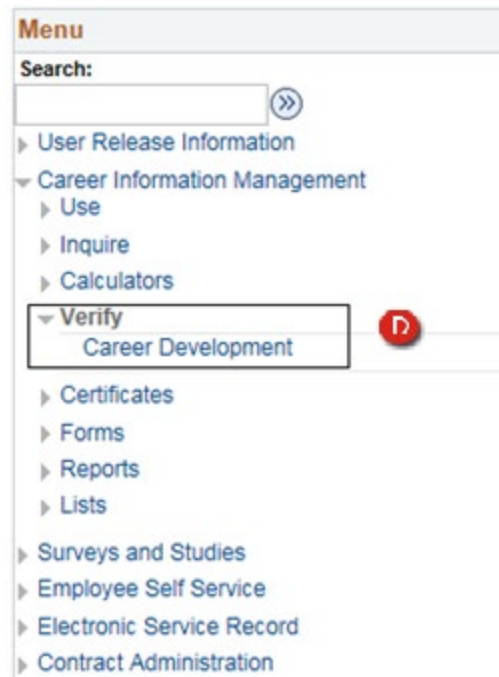 Menu
Search:
User Release Information
Career Information Management
Use
Inquire
Calculators
Verify
D
Career Development
Certificates
Forms
Reports
Lists
Surveys and Studies
Employee Self Service
Electronic Service Record
Contract Administration